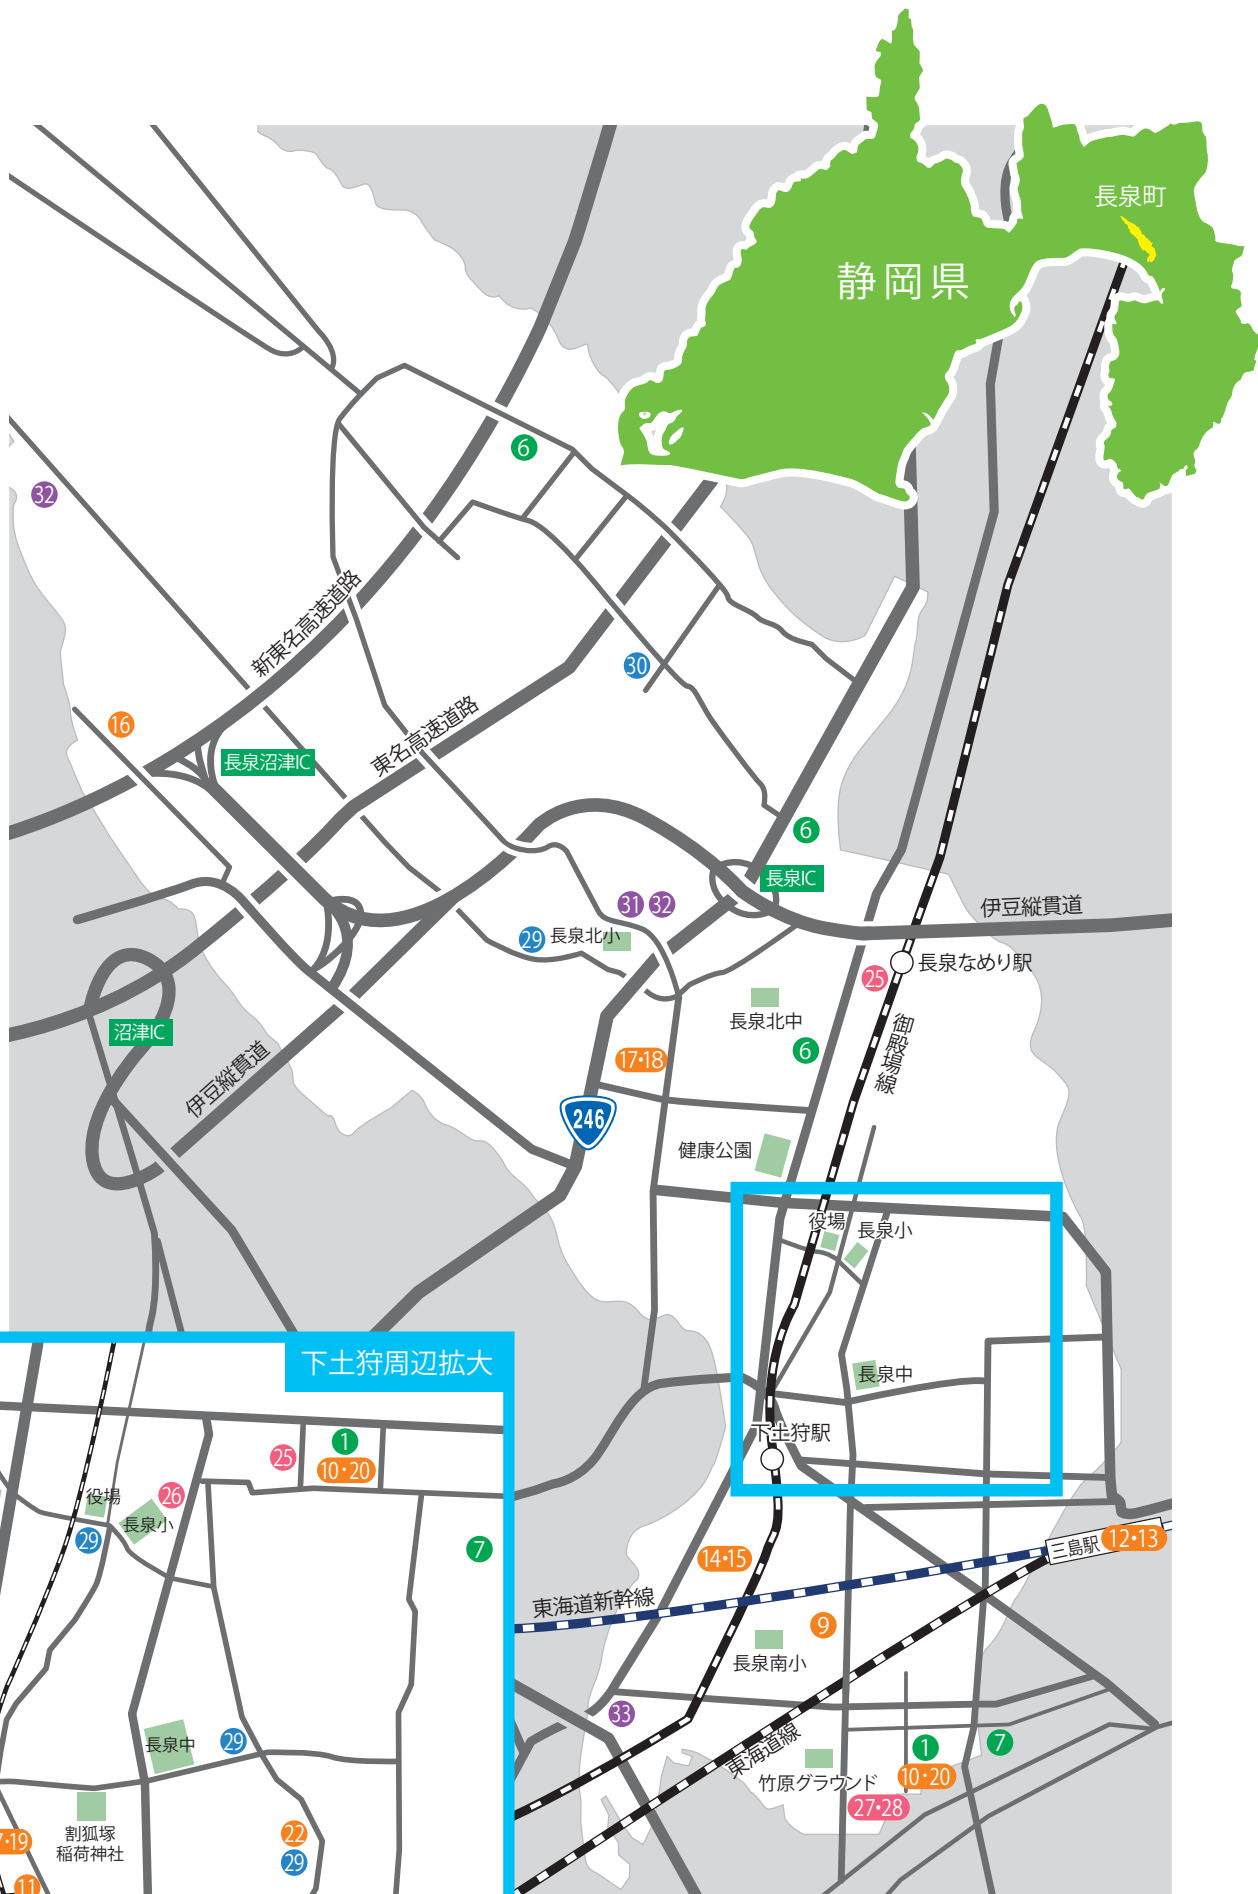 長泉町
静岡県
6
32
新東名高速道路
30
16
東名高速道路
長泉沼津IC
6
長泉IC
31
32
伊豆縦貫道
29
長泉北小
長泉なめり駅
25
長泉北中
沼津IC
御殿場線
6
17・18
伊豆縦貫道
246
健康公園
役場
長泉小
下土狩周辺拡大
長泉中
下土狩駅
1
25
10・20
26
役場
長泉小
29
7
12・13
三島駅
14・15
東海道新幹線
9
長泉南小
33
長泉中
29
東海道線
1
7
10・20
竹原グラウンド
27・28
割狐塚
稲荷神社
22
29
・19
11